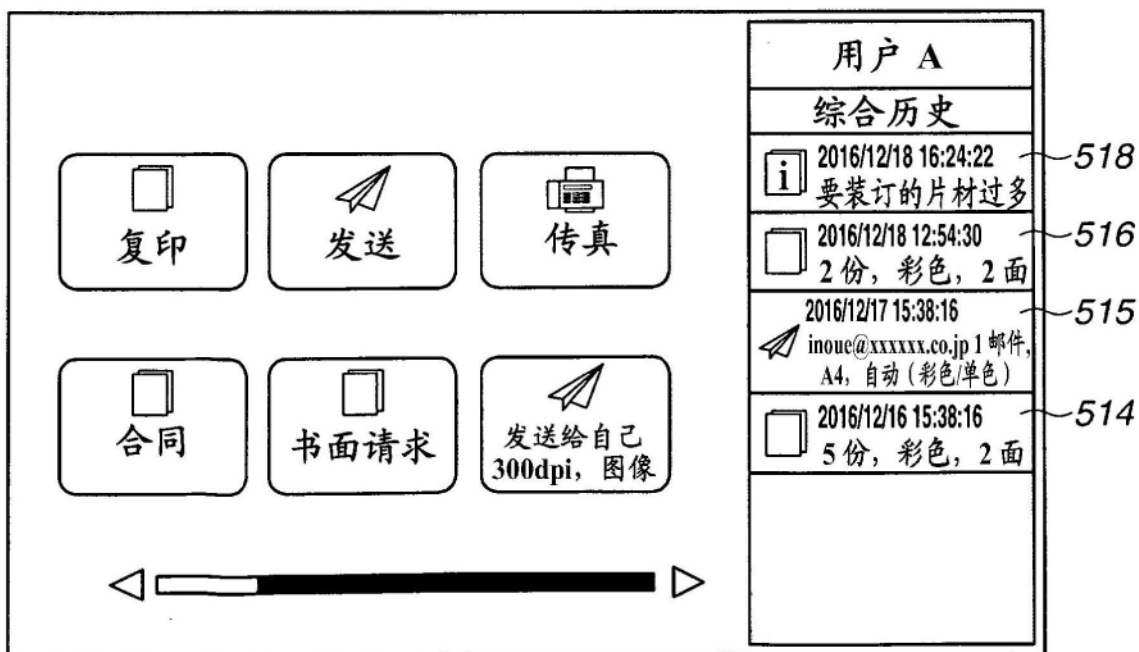 复印
发送
传真
合同
书面请求
发送给自己
300dpi, 图像
用户 A
综合历史
2016/12/18 16:24:22
要装订的片材过多
518
2016/12/18 12:54:30
2 份, 彩色, 2 面
516
2016/12/17 15:38:16
inoue@xxxxxx.co.jp 1 邮件,
A4, 自动 (彩色/单色)
515
2016/12/16 15:38:16
5 份, 彩色, 2 面
514